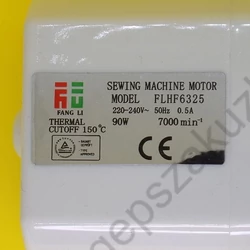 SEWING MACHINE MOTOR
MODEL FLHF6325
220-240V~ 50Hz 0.5A
90W 7000 min⁻¹
FANG LI
THERMAL
CUTOFF 150℃
gepszakuz